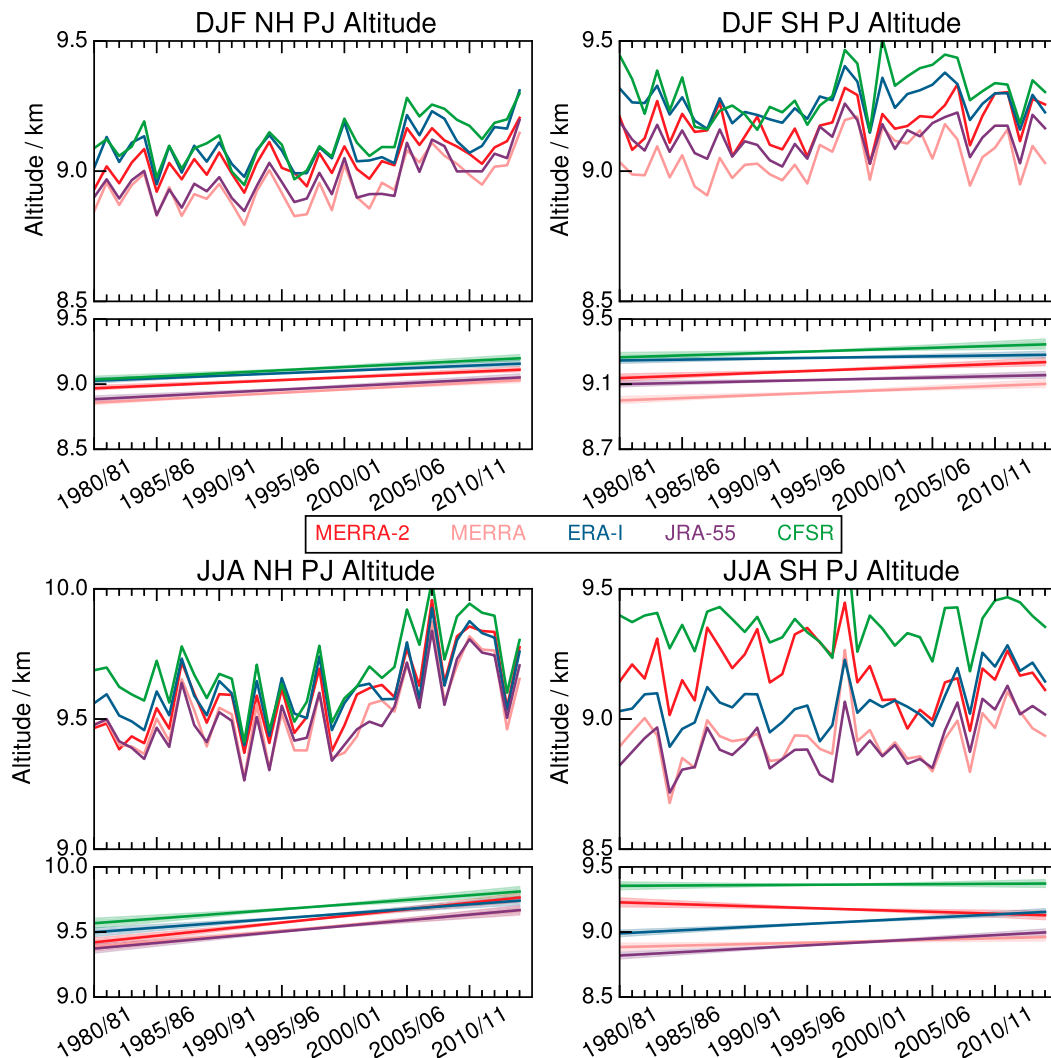 DJF NH PJ Altitude
9.5
9.0
8.5
Altitude / km
9.5
9.0
8.5
1980/81 1985/86 1990/91 1995/96 2000/01 2005/06 2010/11
DJF SH PJ Altitude
9.5
9.0
8.5
Altitude / km
9.5
9.1
8.7
1980/81 1985/86 1990/91 1995/96 2000/01 2005/06 2010/11
MERRA-2 MERRA ERA-I JRA-55 CFSR
JJA NH PJ Altitude
10.0
9.5
9.0
Altitude / km
10.0
9.5
9.0
1980/81 1985/86 1990/91 1995/96 2000/01 2005/06 2010/11
JJA SH PJ Altitude
9.5
9.0
8.5
Altitude / km
9.5
9.0
8.5
1980/81 1985/86 1990/91 1995/96 2000/01 2005/06 2010/11